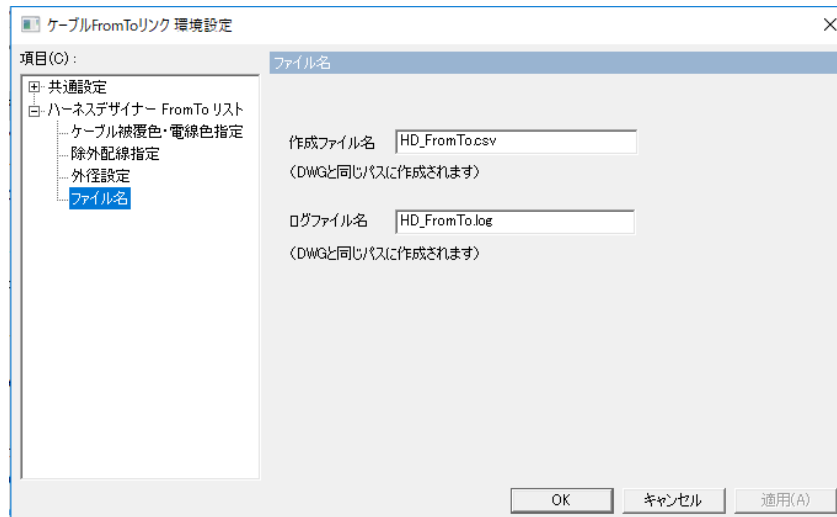 ケーブルFromToリンク 環境設定
項目(C):
ファイル名
共通設定
ハーネスデザイナー FromTo リスト
ケーブル被覆色・電線色指定
除外配線指定
外径設定
ファイル名
作成ファイル名 HD_FromTo.csv
(DWGと同じパスに作成されます)
ログファイル名 HD_FromTo.log
(DWGと同じパスに作成されます)
OK キャンセル 適用(A)